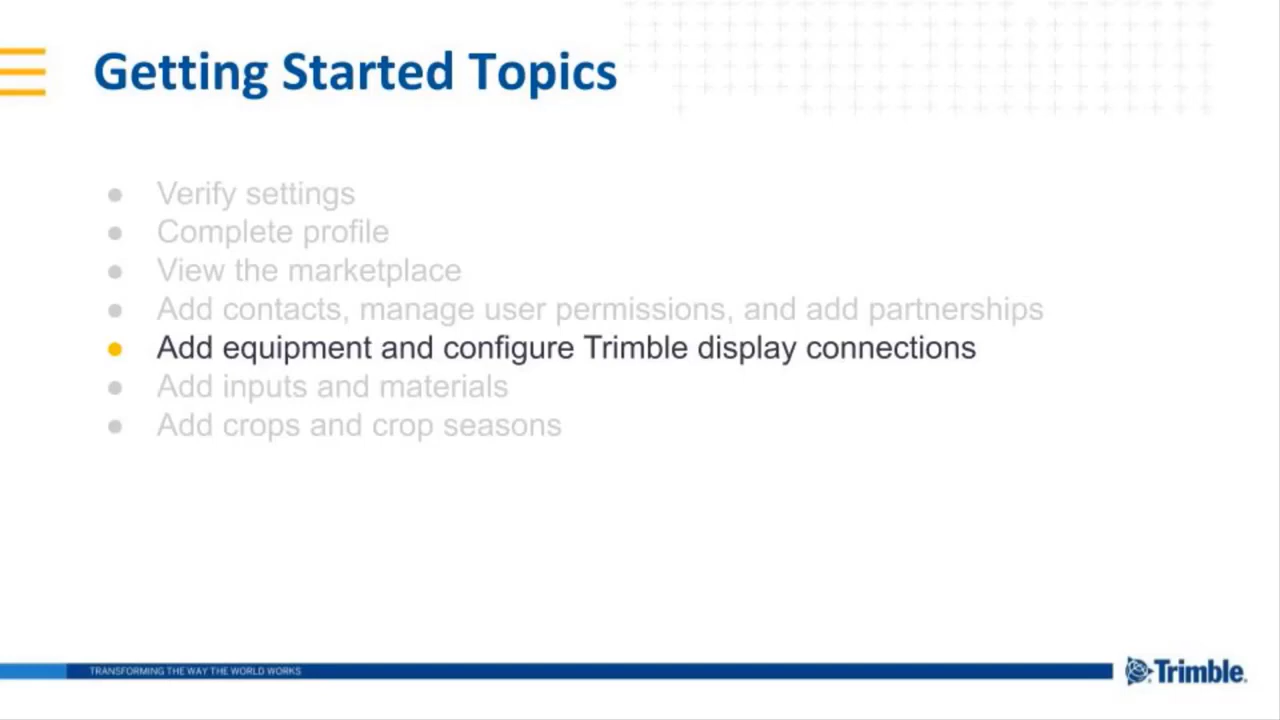 Getting Started Topics
● Verify settings
● Complete profile
● View the marketplace
● Add contacts, manage user permissions, and add partnerships
● Add equipment and configure Trimble display connections
● Add inputs and materials
● Add crops and crop seasons
TRANSFORMING THE WAY THE WORLD WORKS
Trimble.